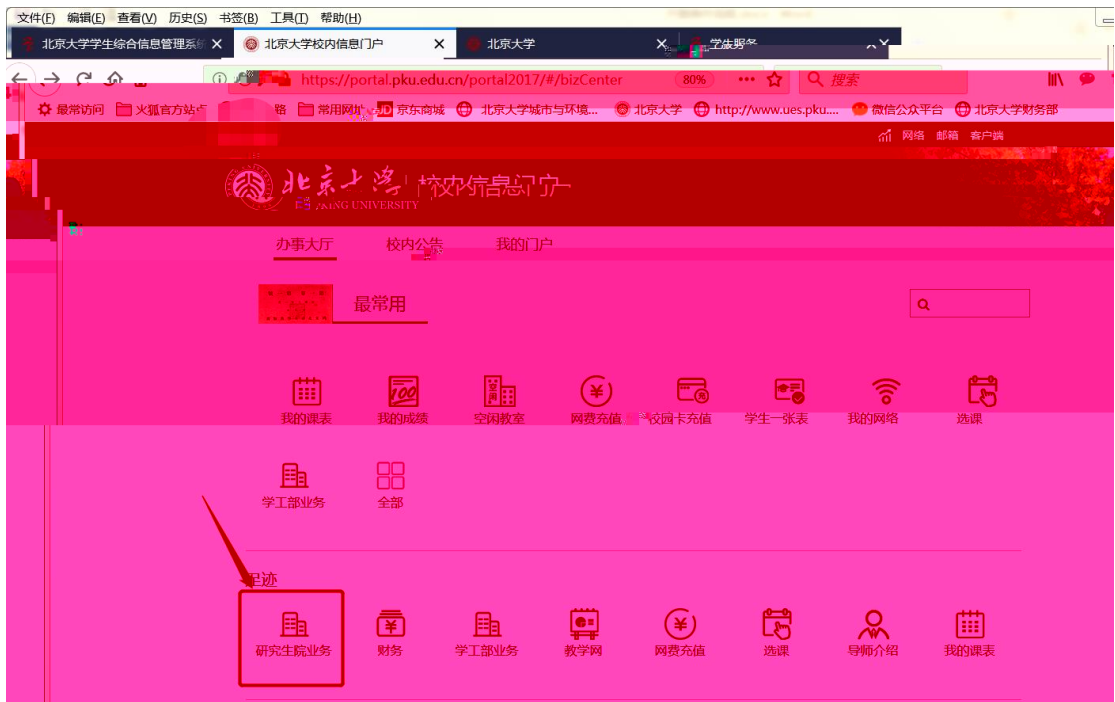 文件(F) 编辑(E) 查看(V) 历史(S) 书签(B) 工具(T) 帮助(H)
北京大学学生综合信息管理系统 × 北京大学校内信息门户 × 北京大学 ×
https://portal.pku.edu.cn/portal2017/#/bizCenter 80% ••• 搜索
最常访问 火狐官方站点 常用网址 JD 京东商城 北京大学城市与环境... 北京大学 http://www.ues.pku.... 微信公众平台 北京大学财务部
网络 邮箱 客户端
北京大学 校内信息门户
UNIVERSITY
办事大厅 校内公告 我的门户
最常用
100 空闲
我的课表 我的成绩 空闲教室 网费充值 校园卡充值 学生一张表 我的网络 选课
学工部业务 全部
足迹
研究生院业务 财务 学工部业务 教学网 网费充值 选课 导师介绍 我的课表